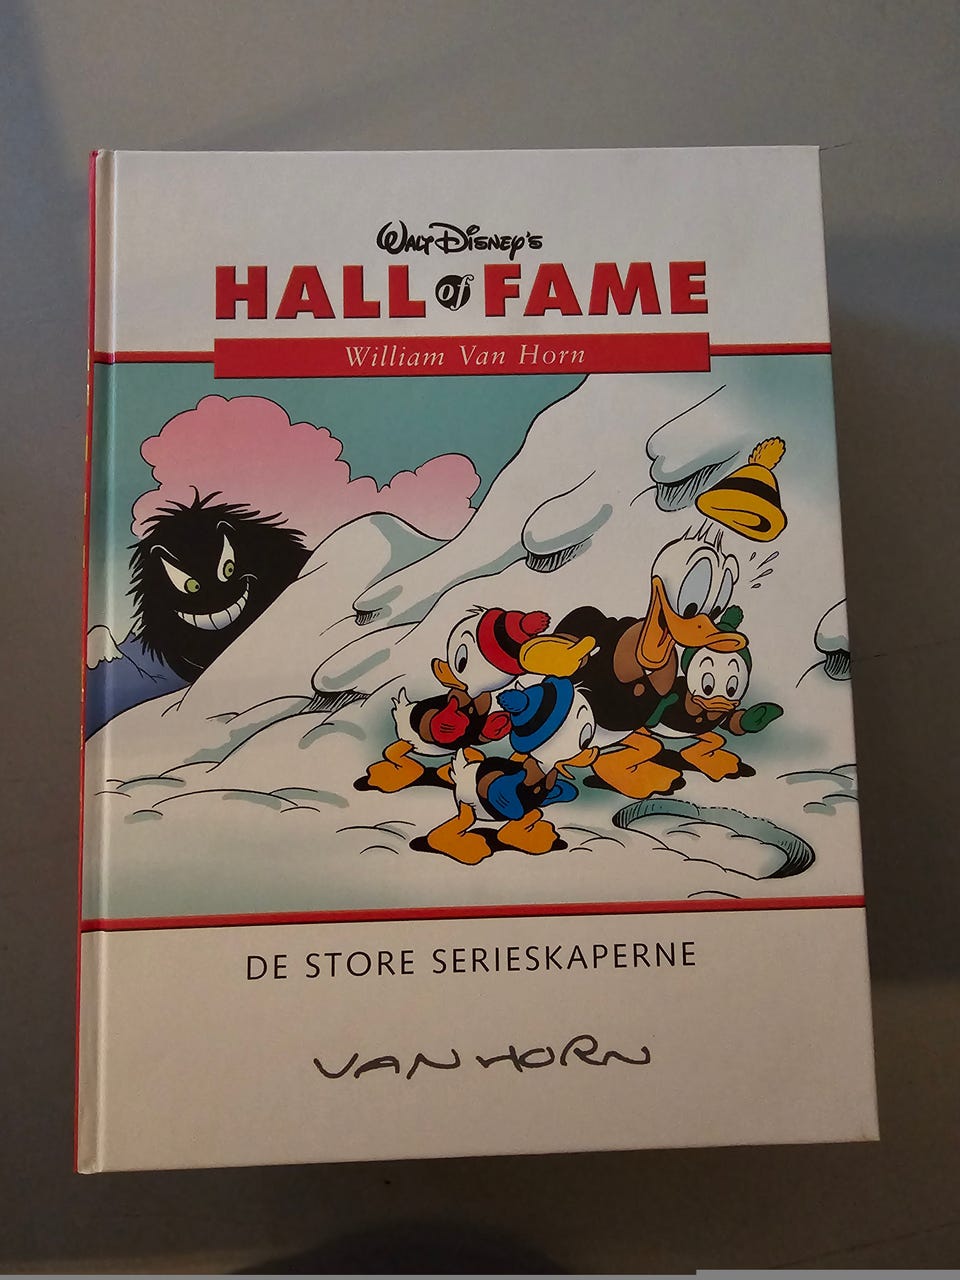 WALT DISNEY'S
HALL of FAME
William Van Horn
DE STORE SERIESKAPERNE
VAN HORN